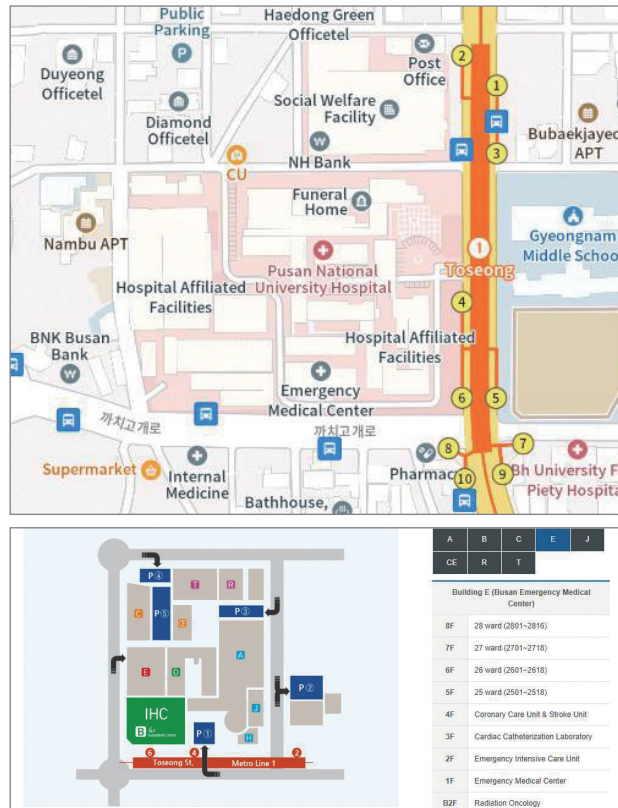 Public
Parking
P
Haedong Green
Officetel
Duyeong
Officetel
Post
Office
2
1
Diamond
Officetel
Social Welfare
Facility
Bubaekjayec
APT
3
CU
NH Bank
W
Funeral
Home
Gyeongnam
Middle Schoo
Nambu APT
1
Toseong
Pusan National
University Hospital
Hospital Affiliated
Facilities
4
BNK Busan
Bank
W
Hospital Affiliated
Facilities
Emergency
Medical Center
6
5
까치고개로
까치고개로
8
7
Supermarket
Internal
Medicine
Pharmac
Bathhouse,
10
9
Bh University F
Piety Hospita
P④
T
R
C
P⑤
CE
P③
A
E
D
P②
IHC
B
J
P①
H
6
4
2
Toseong St.
Metro Line 1
A
B
C
E
J
CE
R
T
Building E (Busan Emergency Medical
Center)
8F 28 ward (2801~2816)
7F 27 ward (2701~2718)
6F 26 ward (2601~2618)
5F 25 ward (2501~2518)
4F Coronary Care Unit & Stroke Unit
3F Cardiac Catheterization Laboratory
2F Emergency Intensive Care Unit
1F Emergency Medical Center
B2F Radiation Oncology